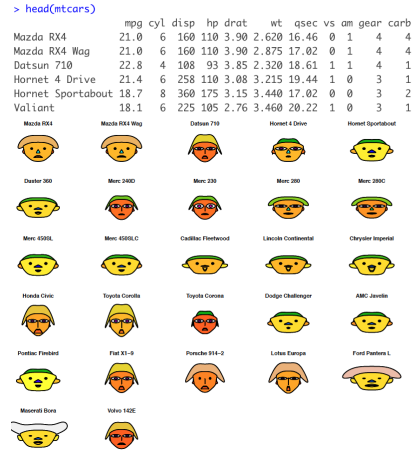 > head(mtcars)
mpg cyl disp hp drat wt qsec vs am gear carb
Mazda RX4 21.0 6 160 110 3.90 2.620 16.46 0 1 4 4
Mazda RX4 Wag 21.0 6 160 110 3.90 2.875 17.02 0 1 4 4
Datsun 710 22.8 4 108 93 3.85 2.320 18.61 1 1 4 1
Hornet 4 Drive 21.4 6 258 110 3.08 3.215 19.44 1 0 3 1
Hornet Sportabout 18.7 8 360 175 3.15 3.440 17.02 0 0 3 2
Valiant 18.1 6 225 105 2.76 3.460 20.22 1 0 3 1
Mazda RX4 Mazda RX4 Wag Datsun 710 Hornet 4 Drive Hornet Sportabout
Duster 360 Merc 240D Merc 230 Merc 280 Merc 280C
Merc 450SL Merc 450SLC Cadillac Fleetwood Lincoln Continental Chrysler Imperial
Honda Civic Toyota Corolla Toyota Corona Dodge Challenger AMC Javelin
Pontiac Firebird Fiat X1-9 Porsche 914-2 Lotus Europa Ford Pantera L
Maserati Bora Volvo 142E